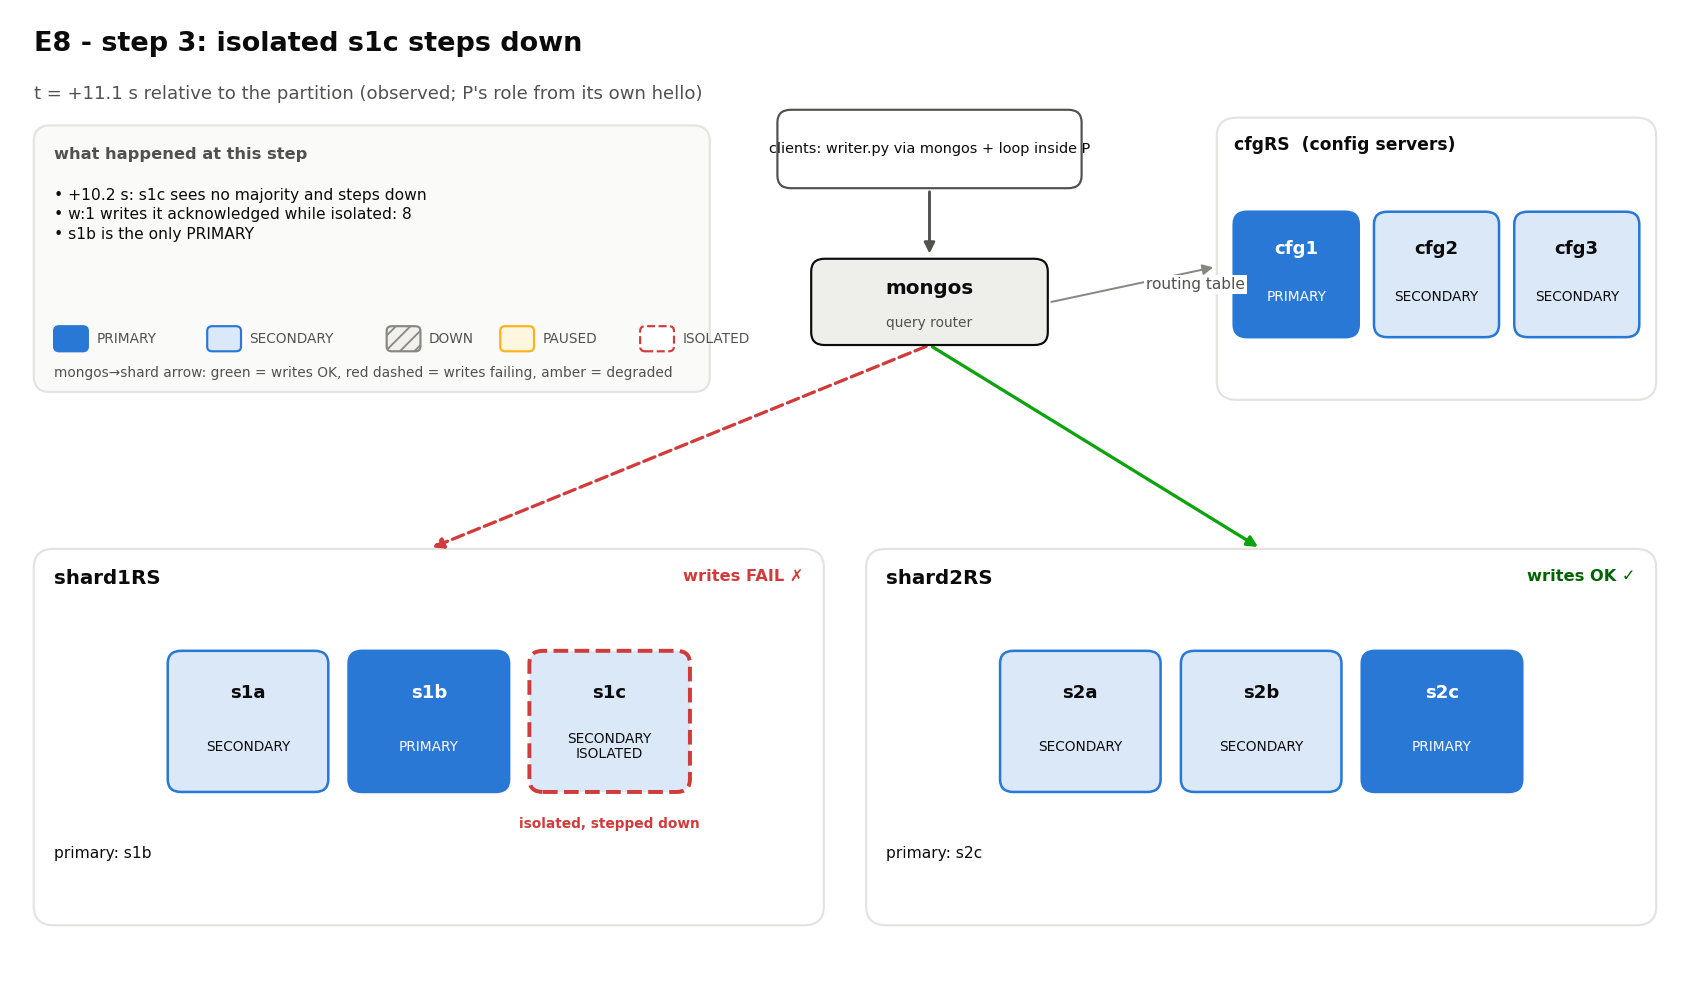 E8 - step 3: isolated s1c steps down
t = +11.1 s relative to the partition (observed; P's role from its own hello)
what happened at this step
• +10.2 s: s1c sees no majority and steps down
• w:1 writes it acknowledged while isolated: 8
• s1b is the only PRIMARY
PRIMARY
SECONDARY
DOWN
PAUSED
ISOLATED
mongos→shard arrow: green = writes OK, red dashed = writes failing, amber = degraded
clients: writer.py via mongos + loop inside P
mongos
query router
routing table
cfgRS (config servers)
cfg1
PRIMARY
cfg2
SECONDARY
cfg3
SECONDARY
shard1RS
writes FAIL ✗
s1a
SECONDARY
s1b
PRIMARY
s1c
SECONDARY
ISOLATED
isolated, stepped down
primary: s1b
shard2RS
writes OK ✓
s2a
SECONDARY
s2b
SECONDARY
s2c
PRIMARY
primary: s2c